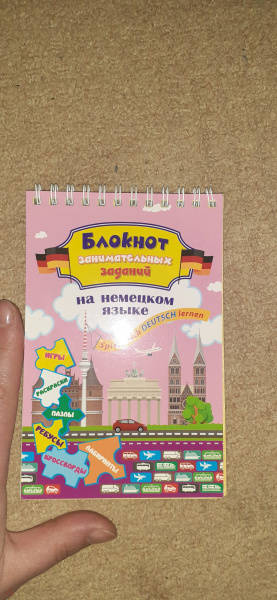 Блокнот
занимательных
заданий
на немецком
языке
DEUTSCH lernen
ИГРЫ
РАСКРАСКИ
ПАЗЛЫ
РЕБУСЫ
КРОССВОРДЫ
ЛАБИРИНТЫ